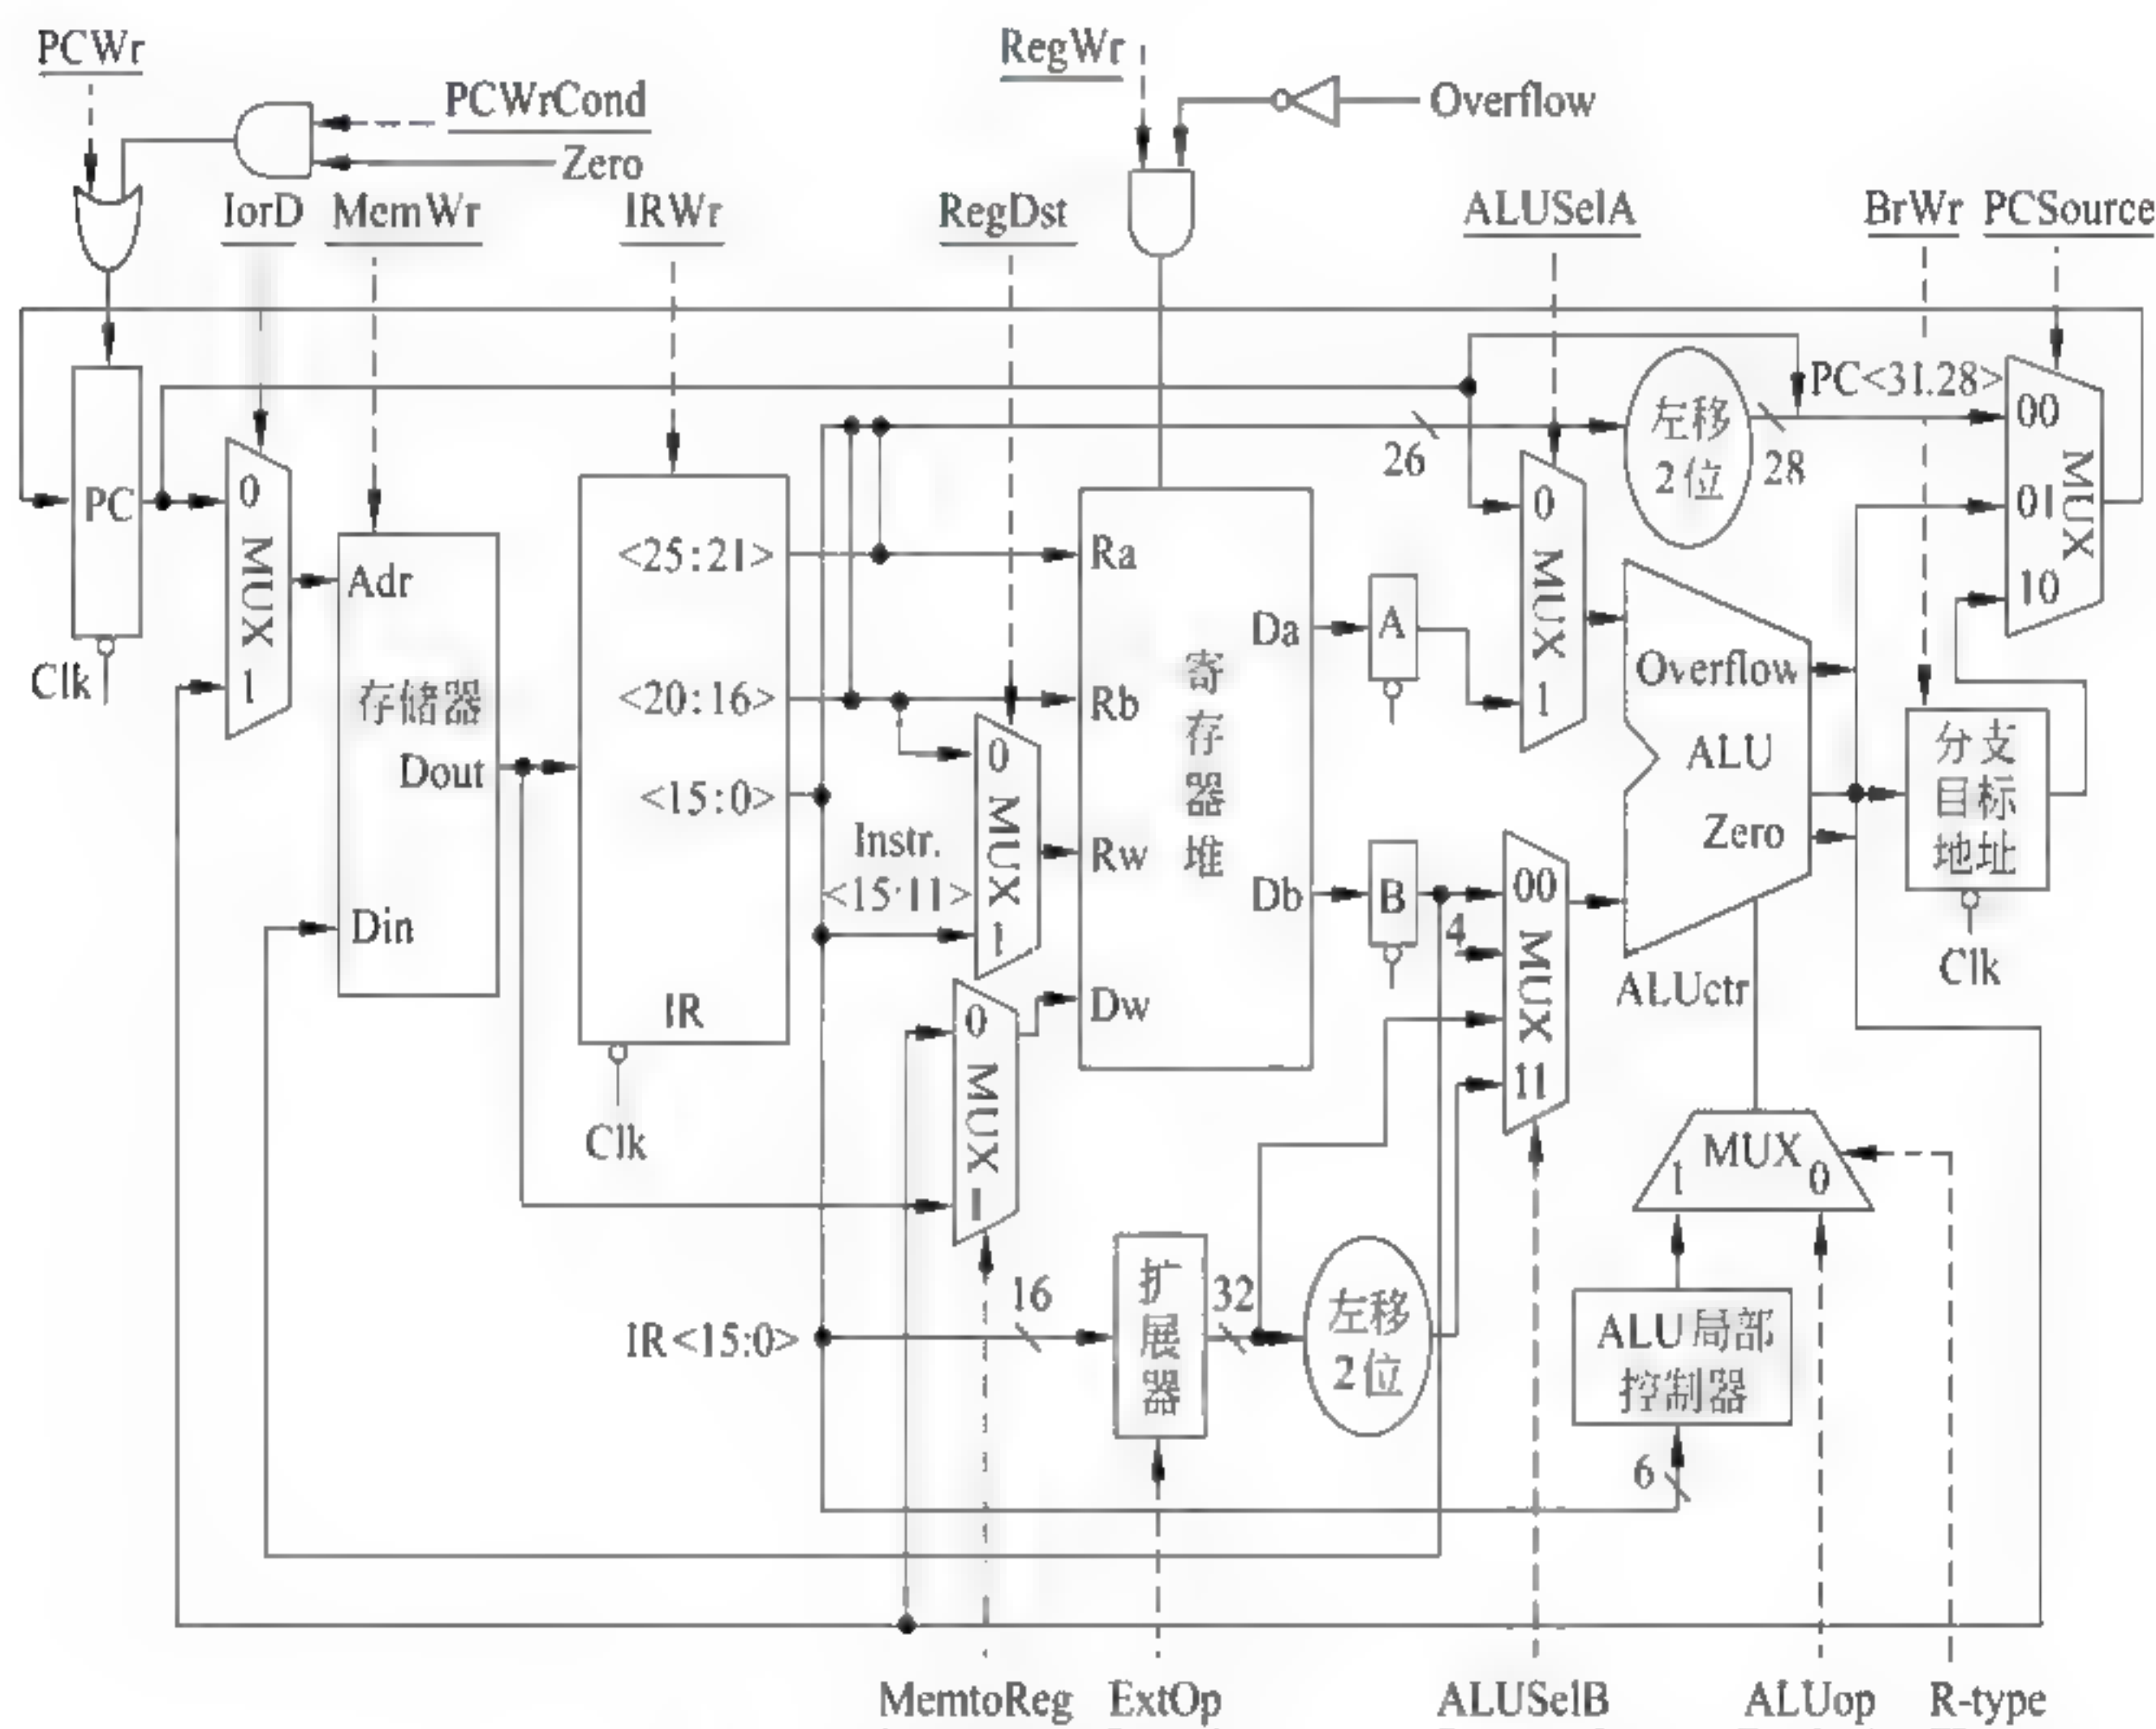 PCWr
RegWr
PCWrCond
Overflow
Zero
IorD
MemWr
IRWr
RegDst
ALUSelA
BrWr
PCSource
PC<31.28>
左移
2位
26
28
00
01
10
MUX
PC
Clk
0
MUX
1
Adr
存储器
Dout
Din
<25:21>
<20:16>
<15:0>
IR
Clk
Instr.
<15:11>
0
MUX
1
0
MUX
1
Ra
Rb
Rw
Dw
寄存器堆
Da
Db
A
B
4
0
MUX
1
00
MUX
11
Overflow
ALU
Zero
ALUctr
分支
目标
地址
Clk
MUX
1
0
ALU局部
控制器
6
IR<15:0>
16
扩展器
32
左移
2位
MemtoReg
ExtOp
ALUSelB
ALUop
R-type